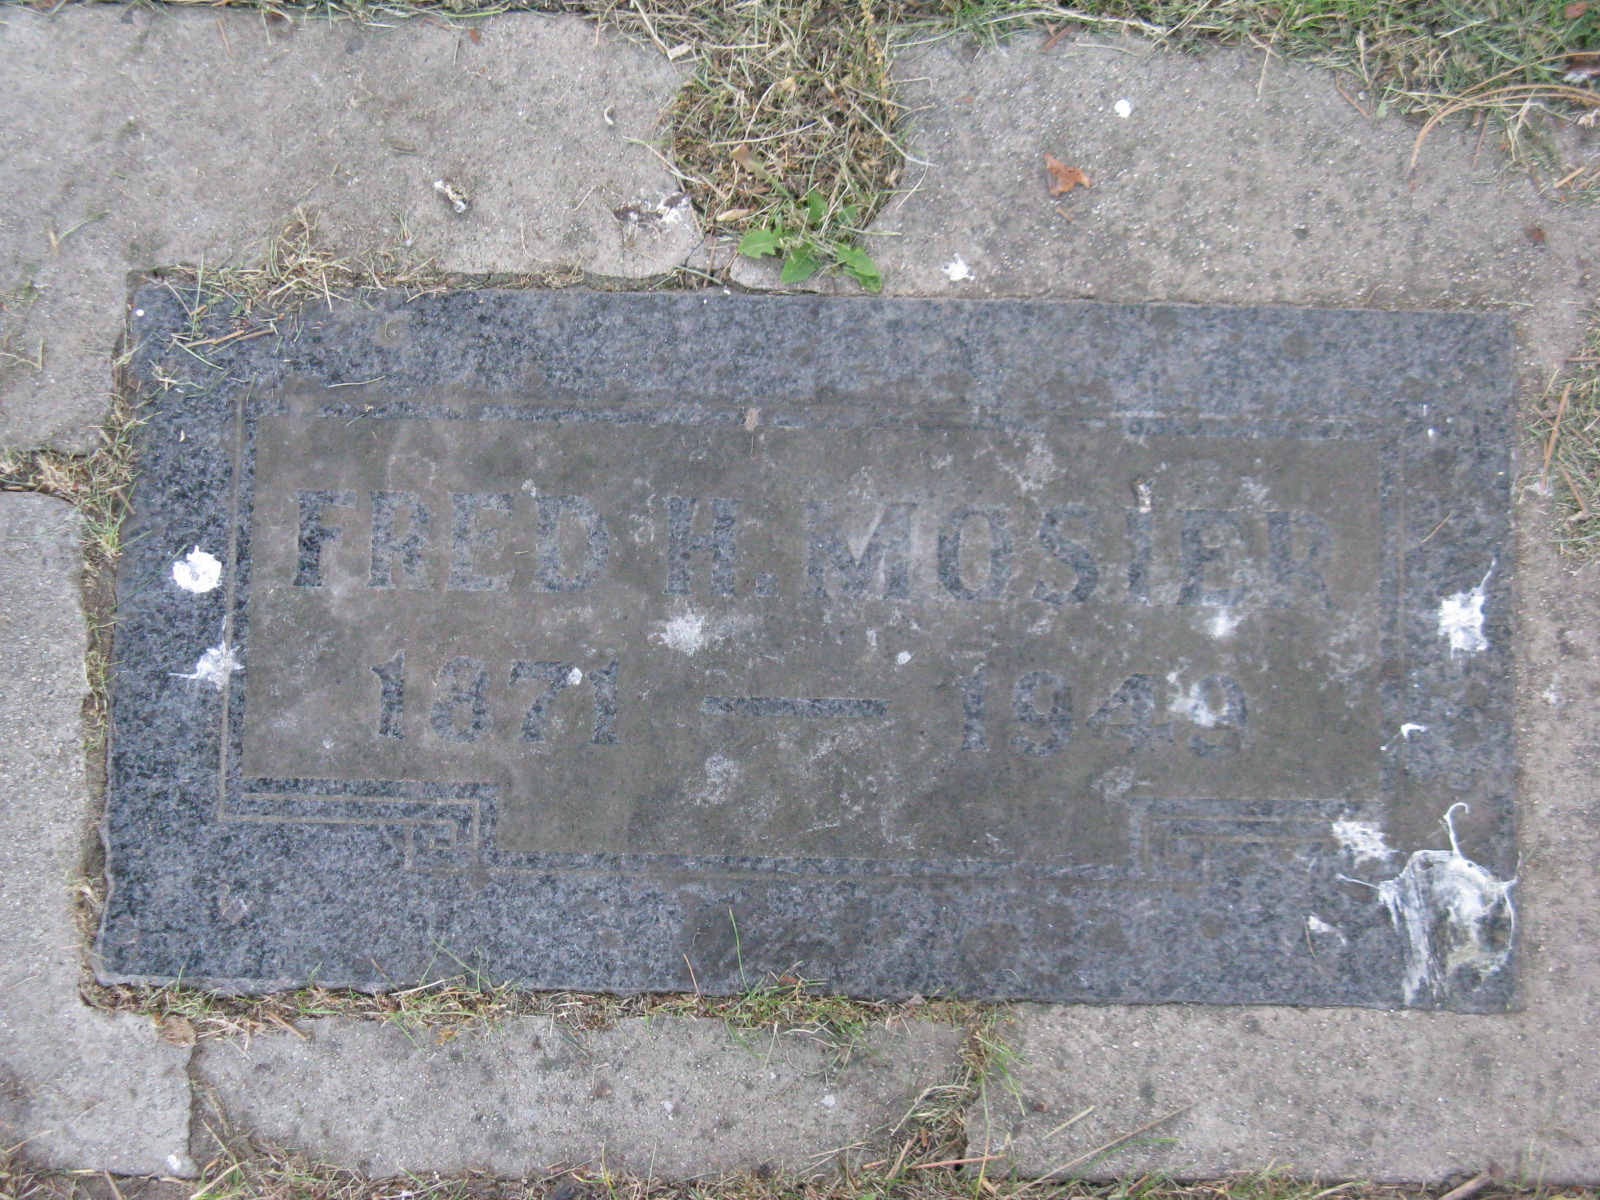 FRED H. MOSIER
1871 — 1949